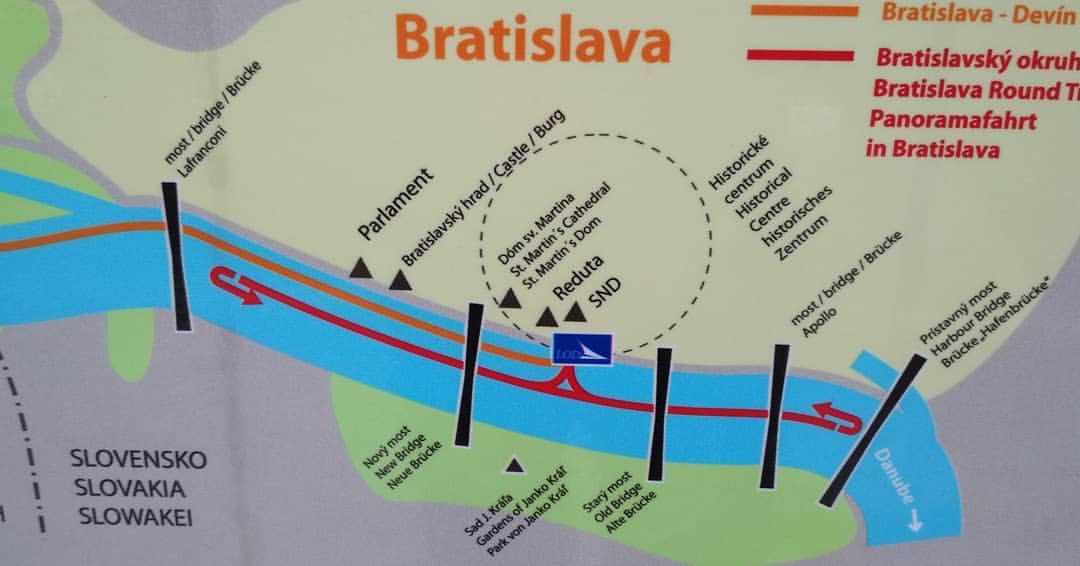 Bratislava
Bratislava - Devín
Bratislavský okruh
Bratislava Round
Panoramafahrt
in Bratislava
most / bridge / Brücke
Lafranconi
Parlament
Bratislavský hrad / Castle / Burg
Dóm sv. Martina
St. Martin´s Cathedral
St. Martin´s Dom
Reduta
SND
Historické
centrum
Historical
Centre
historisches
Zentrum
most / bridge / Brücke
Apollo
Prístavný most
Harbour Bridge
Brücke „Hafenbrücke“
LOD
Nový most
New Bridge
Neue Brücke
Sad J. Kráľa
Gardens of Janko Kráľ
Park von Janko Kráľ
Starý most
Old Bridge
Alte Brücke
Danube
SLOVENSKO
SLOVAKIA
SLOWAKEI